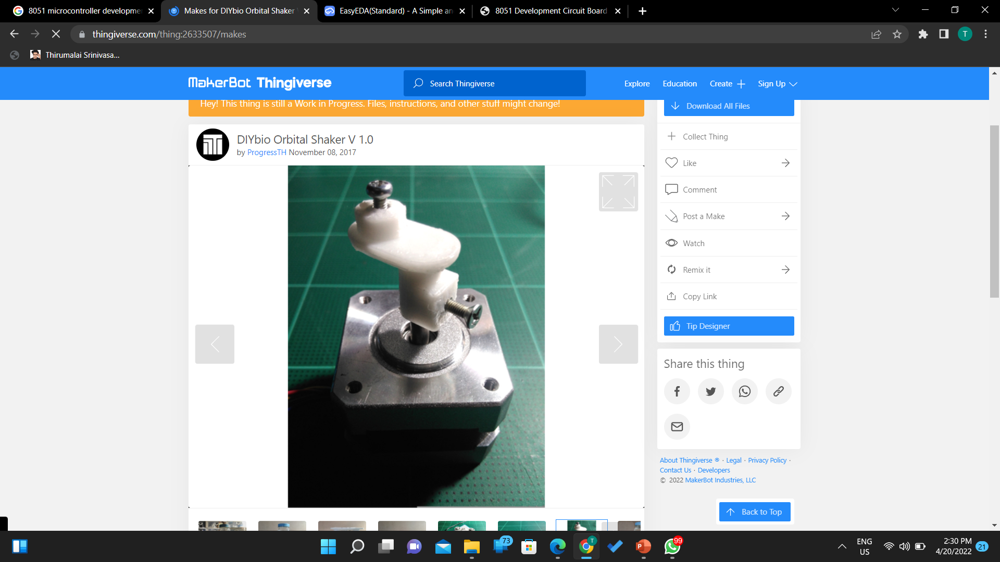 8051 microcontroller developme
Makes for DIYbio Orbital Shaker V
EasyEDA(Standard) - A Simple an
8051 Development Circuit Board
thingiverse.com/thing:2633507/makes
T
Thirumalai Srinivasa...
MakerBot Thingiverse
Search Thingiverse
Explore
Education
Create
Sign Up
Hey! This thing is still a Work in Progress. Files, instructions, and other stuff might change!
Download All Files
DIYbio Orbital Shaker V 1.0
by ProgressTH November 08, 2017
Collect Thing
Like
Comment
Post a Make
Watch
Remix it
Copy Link
Tip Designer
Share this thing
About Thingiverse ® · Legal · Privacy Policy ·
Contact Us · Developers
© 2022 MakerBot Industries, LLC
Back to Top
73
T
99
ENG
US
2:30 PM
4/20/2022
21